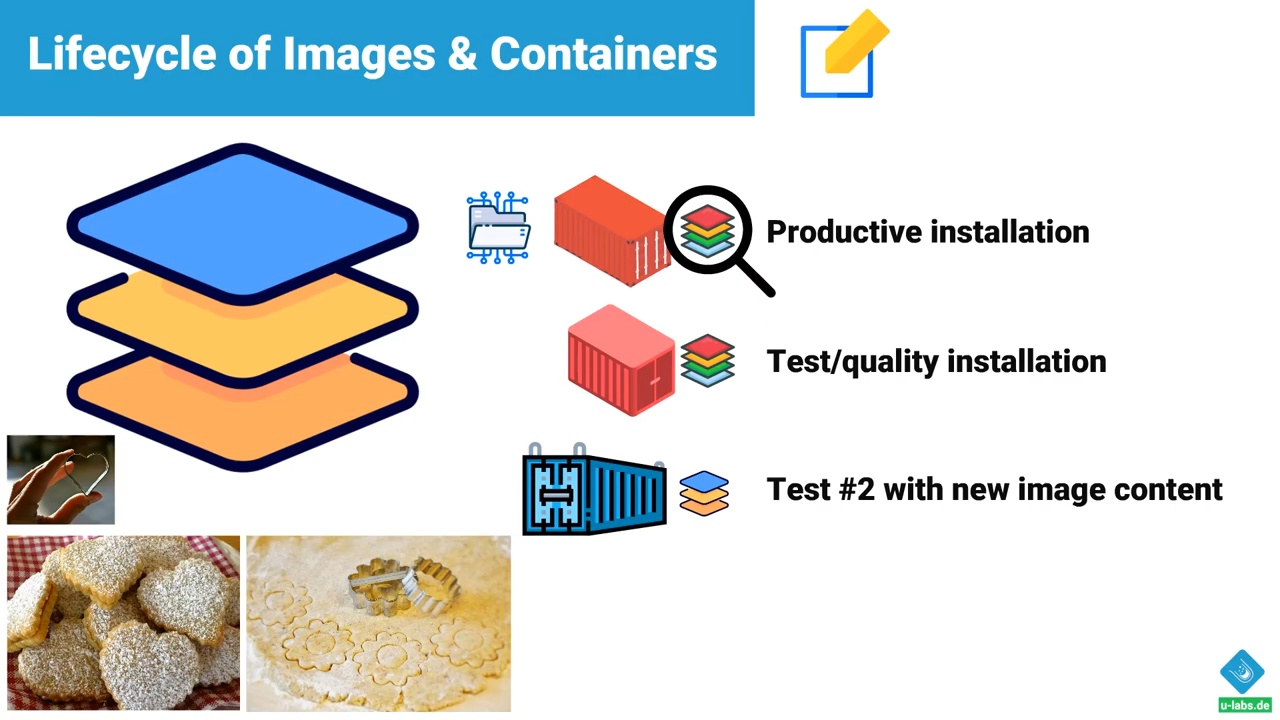 Lifecycle of Images & Containers
Productive installation
Test/quality installation
Test #2 with new image content
u-labs.de